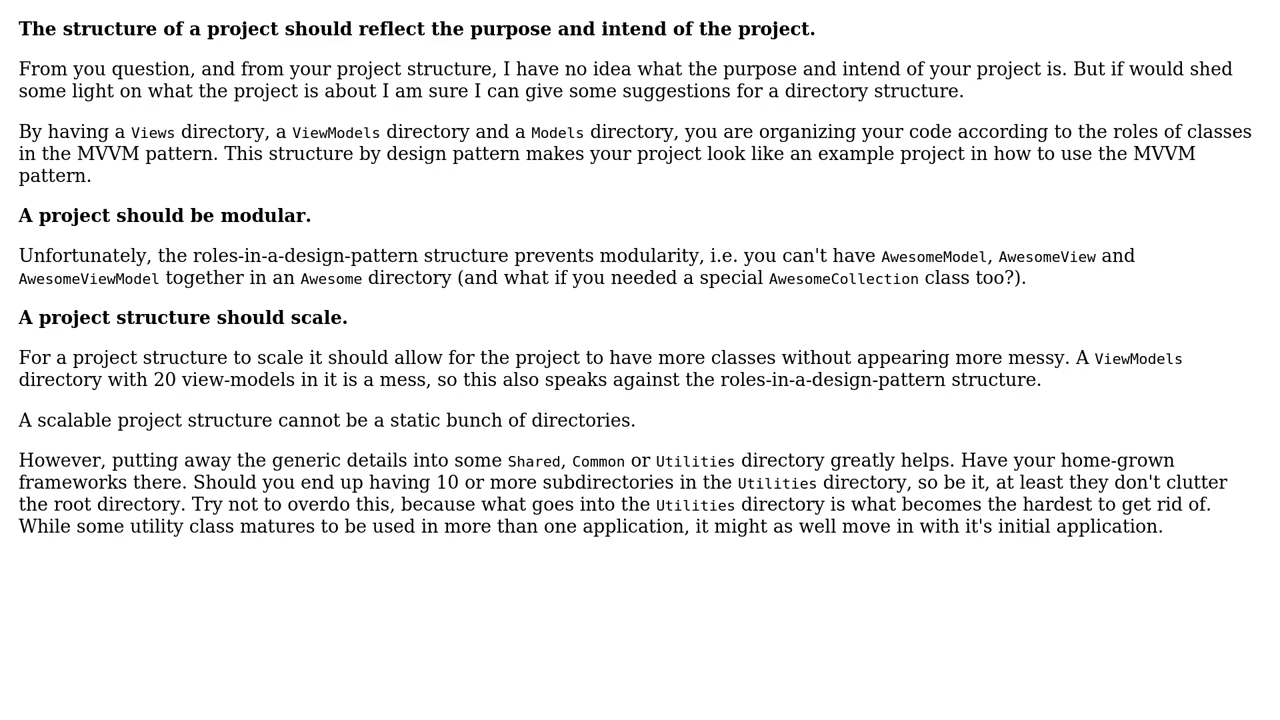 The structure of a project should reflect the purpose and intend of the project.
From you question, and from your project structure, I have no idea what the purpose and intend of your project is. But if would shed
some light on what the project is about I am sure I can give some suggestions for a directory structure.
By having a Views directory, a ViewModels directory and a Models directory, you are organizing your code according to the roles of classes
in the MVVM pattern. This structure by design pattern makes your project look like an example project in how to use the MVVM
pattern.
A project should be modular.
Unfortunately, the roles-in-a-design-pattern structure prevents modularity, i.e. you can't have AwesomeModel, AwesomeView and
AwesomeViewModel together in an Awesome directory (and what if you needed a special AwesomeCollection class too?).
A project structure should scale.
For a project structure to scale it should allow for the project to have more classes without appearing more messy. A ViewModels
directory with 20 view-models in it is a mess, so this also speaks against the roles-in-a-design-pattern structure.
A scalable project structure cannot be a static bunch of directories.
However, putting away the generic details into some Shared, Common or Utilities directory greatly helps. Have your home-grown
frameworks there. Should you end up having 10 or more subdirectories in the Utilities directory, so be it, at least they don't clutter
the root directory. Try not to overdo this, because what goes into the Utilities directory is what becomes the hardest to get rid of.
While some utility class matures to be used in more than one application, it might as well move in with it's initial application.